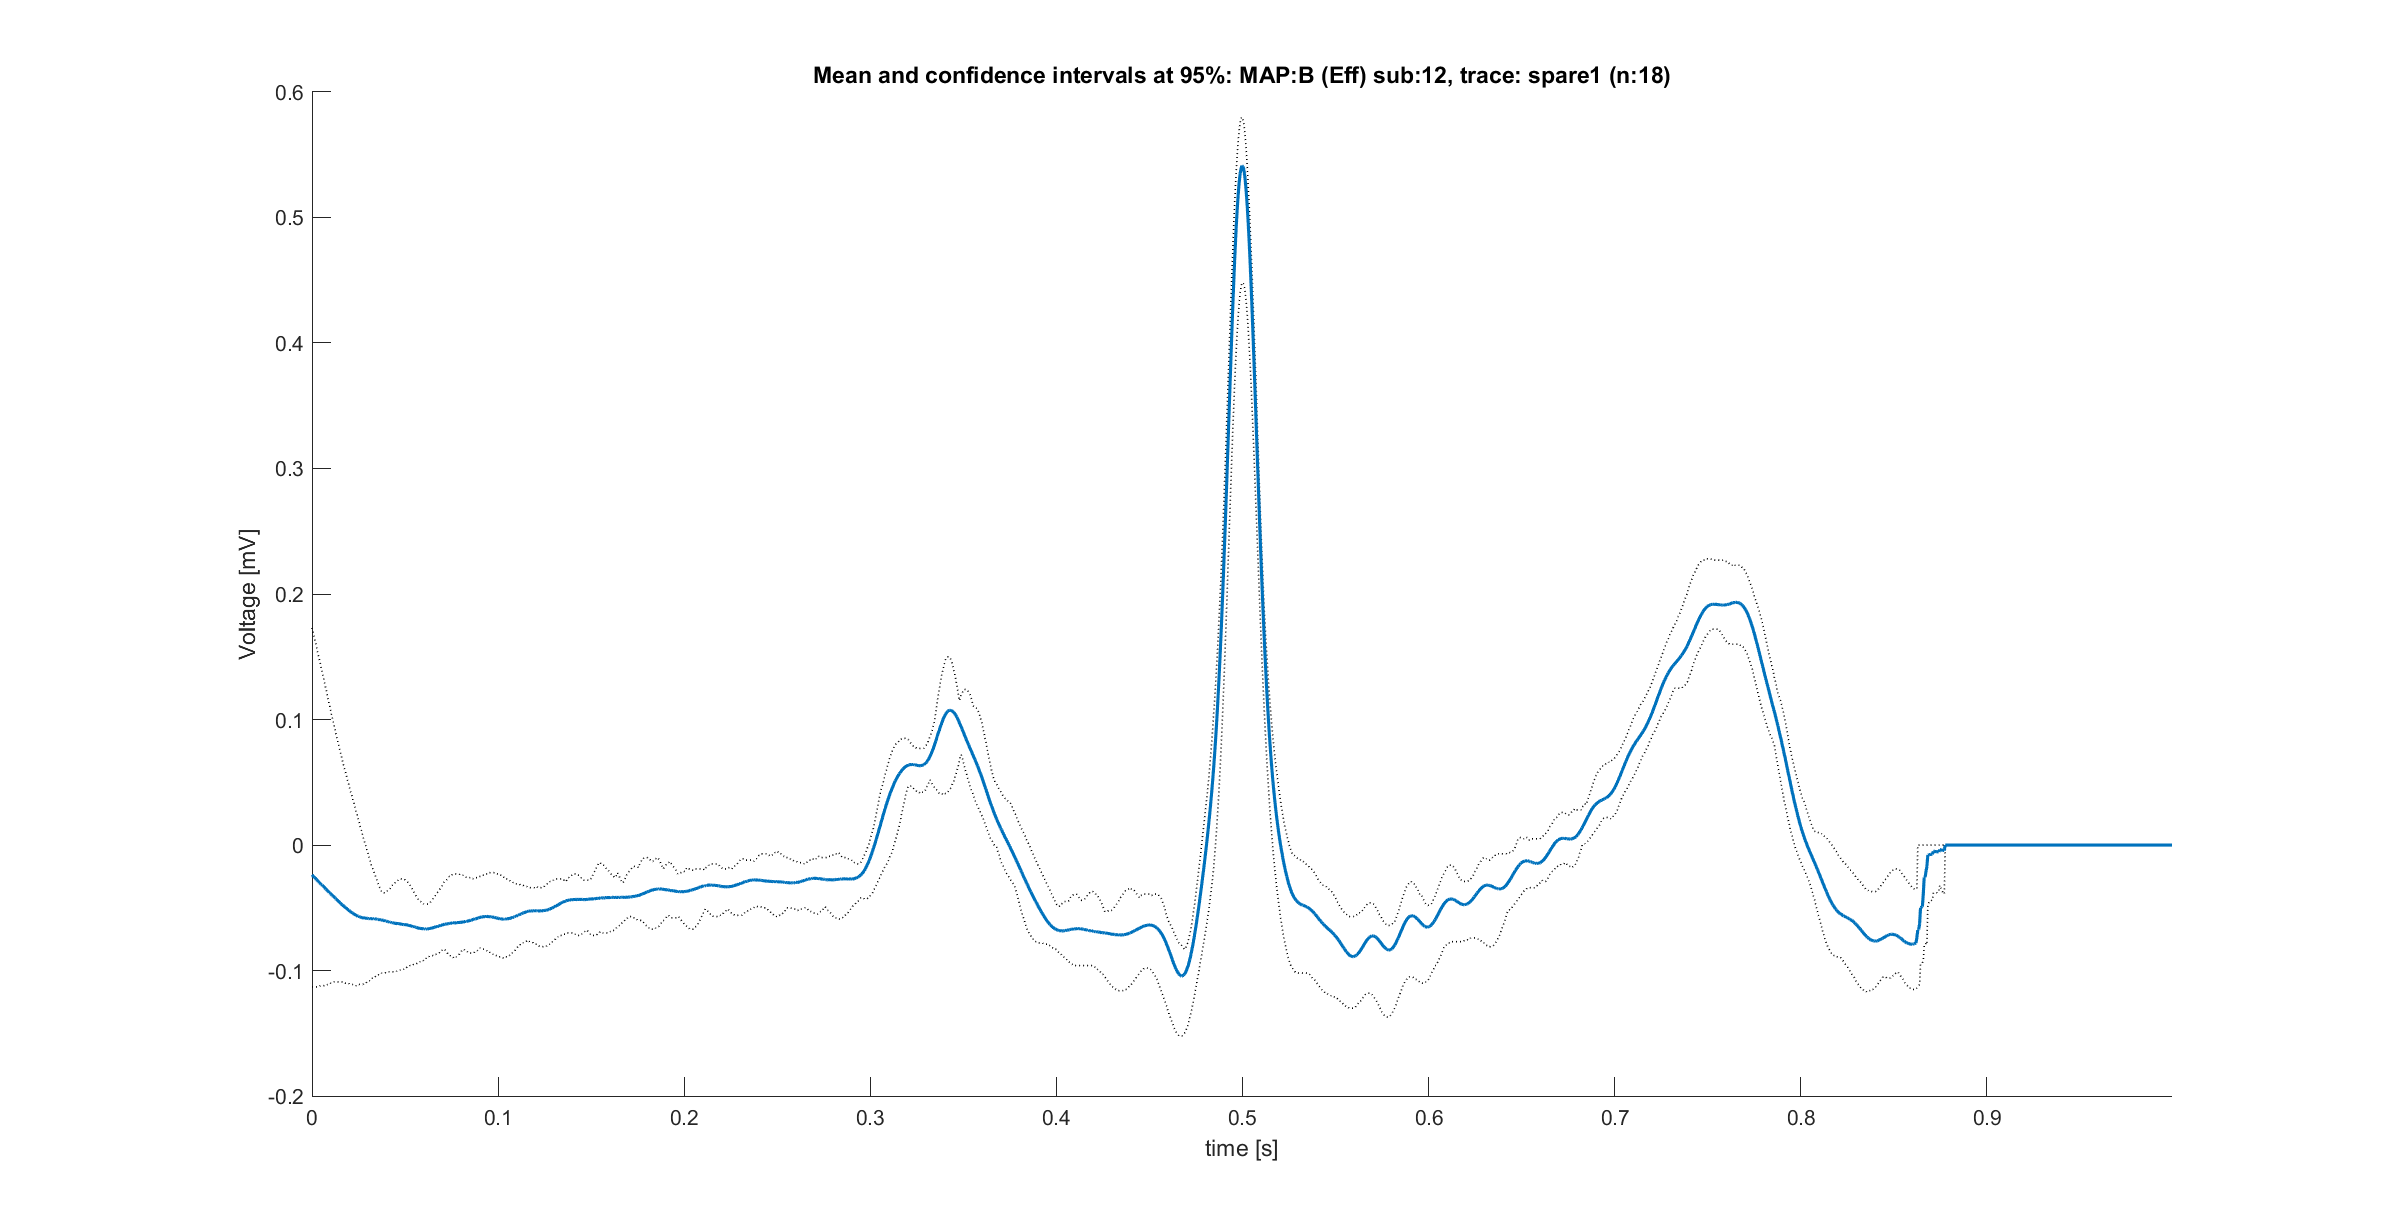 Mean and confidence intervals at 95%: MAP:B (Eff) sub:12, trace: spare1 (n:18)
0.6
0.5
0.4
0.3
0.2
0.1
0
-0.1
-0.2
Voltage [mV]
0 0.1 0.2 0.3 0.4 0.5 0.6 0.7 0.8 0.9
time [s]